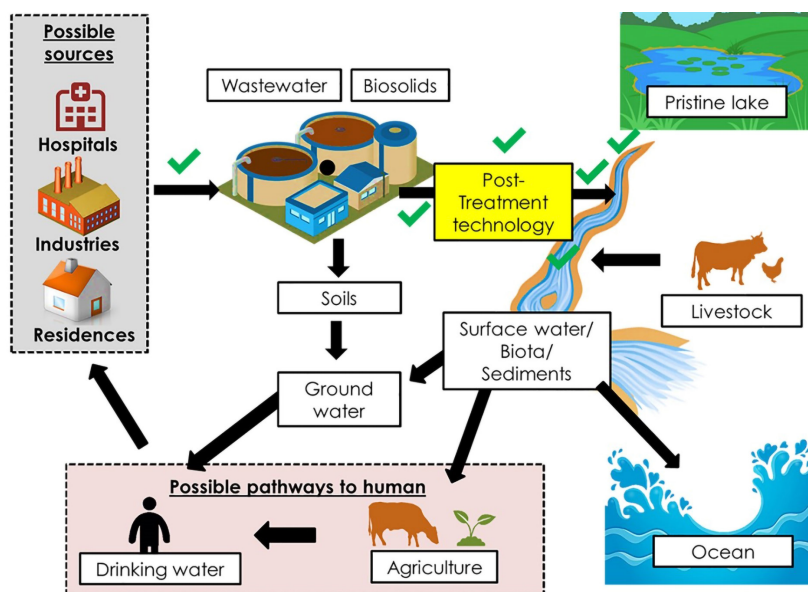 Possible
sources
Hospitals
Industries
Residences
Wastewater
Biosolids
Post-
Treatment
technology
Pristine lake
Livestock
Soils
Surface water/
Biota/
Sediments
Ground
water
Possible pathways to human
Drinking water
Agriculture
Ocean